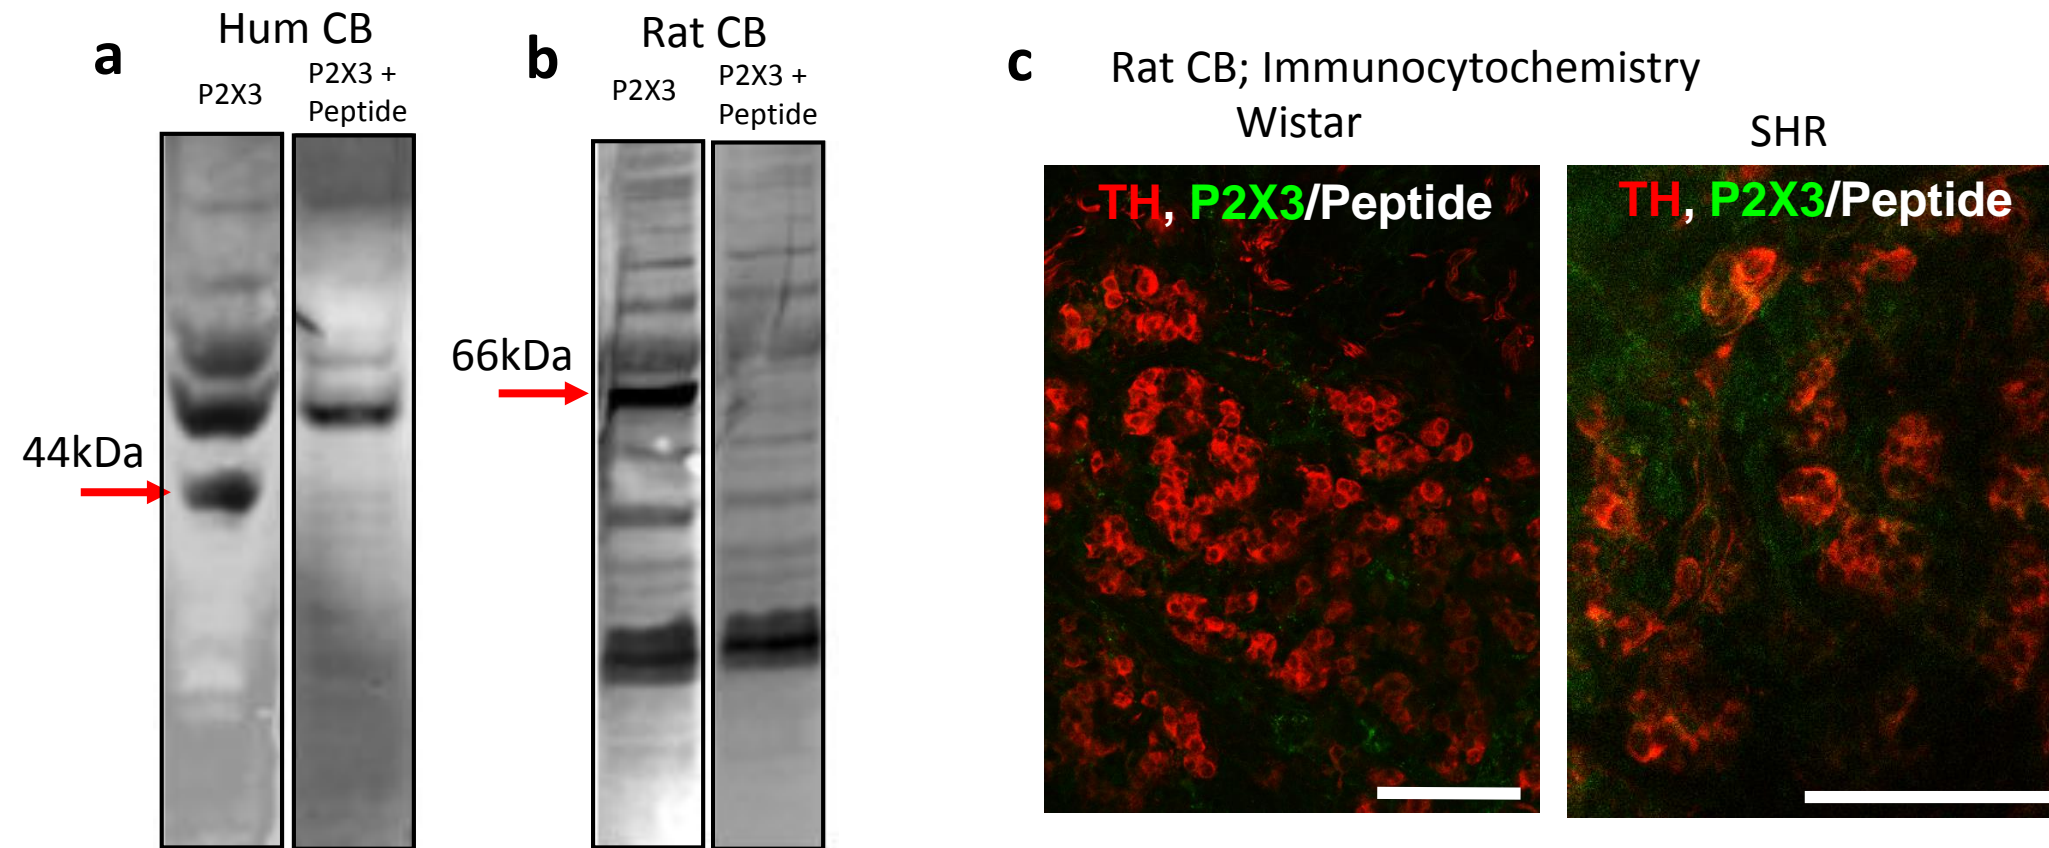 a
Hum CB
P2X3
P2X3 +
Peptide
44kDa
b
Rat CB
P2X3
P2X3 +
Peptide
66kDa
c
Rat CB; Immunocytochemistry
Wistar
SHR
TH, P2X3/Peptide
TH, P2X3/Peptide